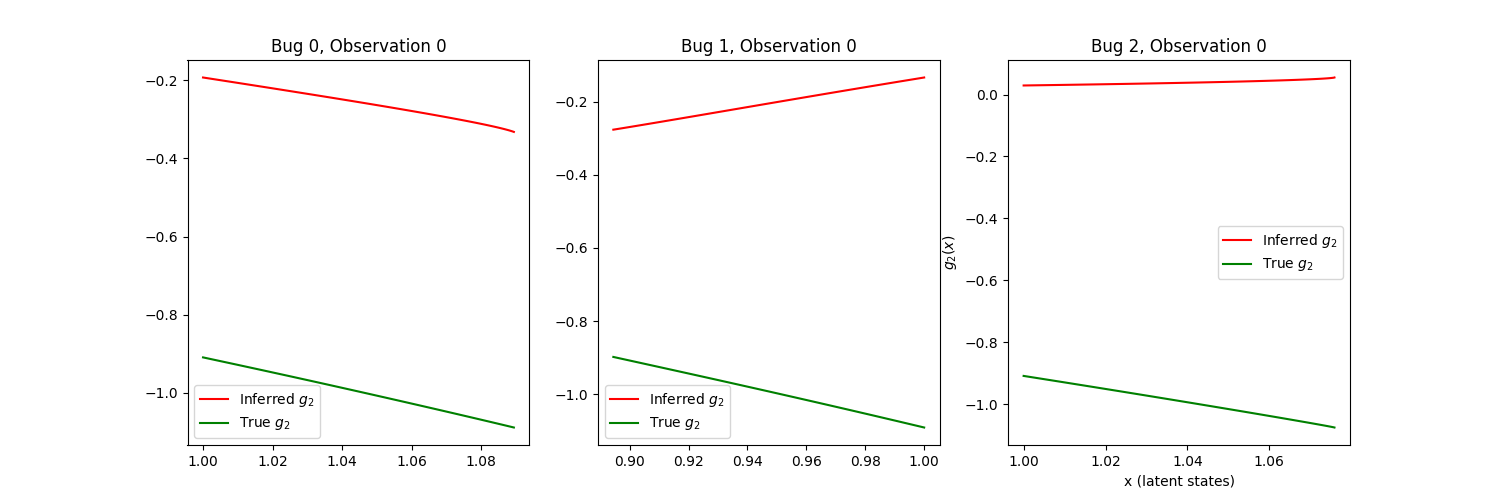 Bug 0, Observation 0
−0.2
−0.4
−0.6
−0.8
−1.0
1.00 1.02 1.04 1.06 1.08
Inferred g₂
True g₂
Bug 1, Observation 0
−0.2
−0.4
−0.6
−0.8
−1.0
0.90 0.92 0.94 0.96 0.98 1.00
Inferred g₂
True g₂
Bug 2, Observation 0
g₂(x)
0.0
−0.2
−0.4
−0.6
−0.8
−1.0
1.00 1.02 1.04 1.06
x (latent states)
Inferred g₂
True g₂